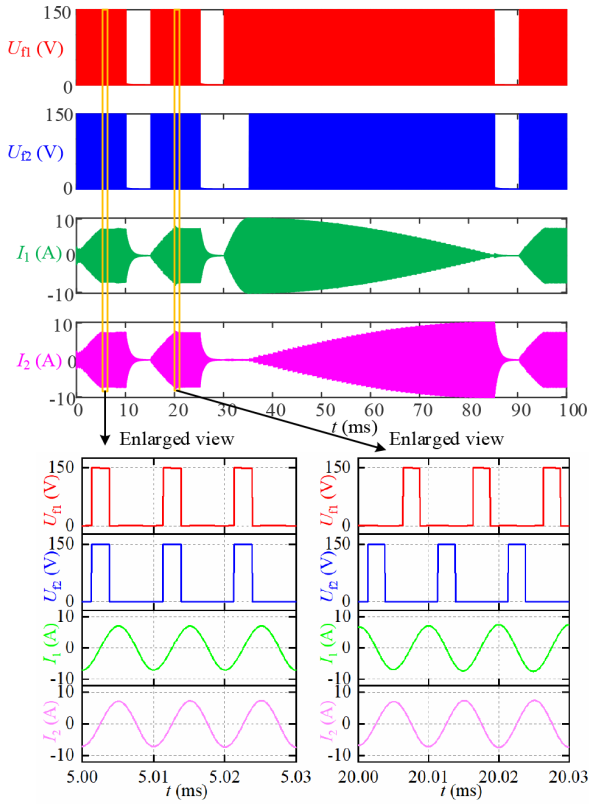 150
U_f1 (V)
0
150
U_f2 (V)
0
10
I_1 (A)
0
-10
10
I_2 (A)
0
-10
0 10 20 30 40 50 60 70 80 90 100
t (ms)
Enlarged view Enlarged view
150 150
U_f1 (V) U_f1 (V)
0 0
150 150
U_f2 (V) U_f2 (V)
0 0
10 10
I_1 (A) 0 I_1 (A) 0
-10 -10
10 10
I_2 (A) 0 I_2 (A) 0
-10 -10
5.00 5.01 5.02 5.03 20.00 20.01 20.02 20.03
t (ms) t (ms)